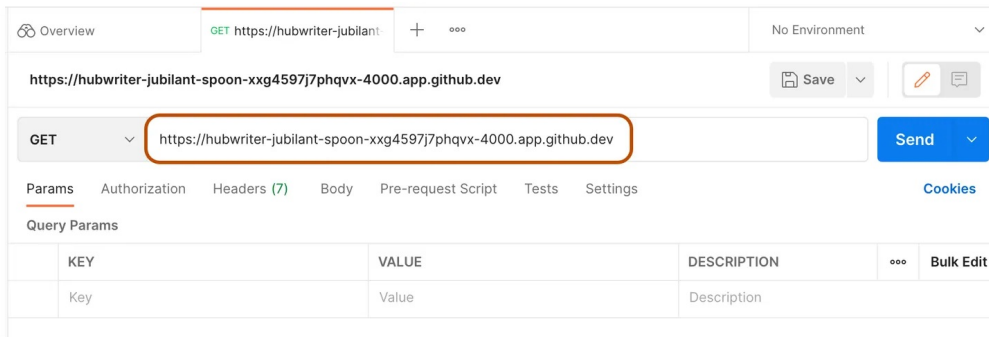 Overview
GET https://hubwriter-jubilant-
No Environment
https://hubwriter-jubilant-spoon-xxg4597j7phqvx-4000.app.github.dev
Save
GET
https://hubwriter-jubilant-spoon-xxg4597j7phqvx-4000.app.github.dev
Send
Params Authorization Headers (7) Body Pre-request Script Tests Settings Cookies
Query Params
KEY VALUE DESCRIPTION Bulk Edit
Key Value Description